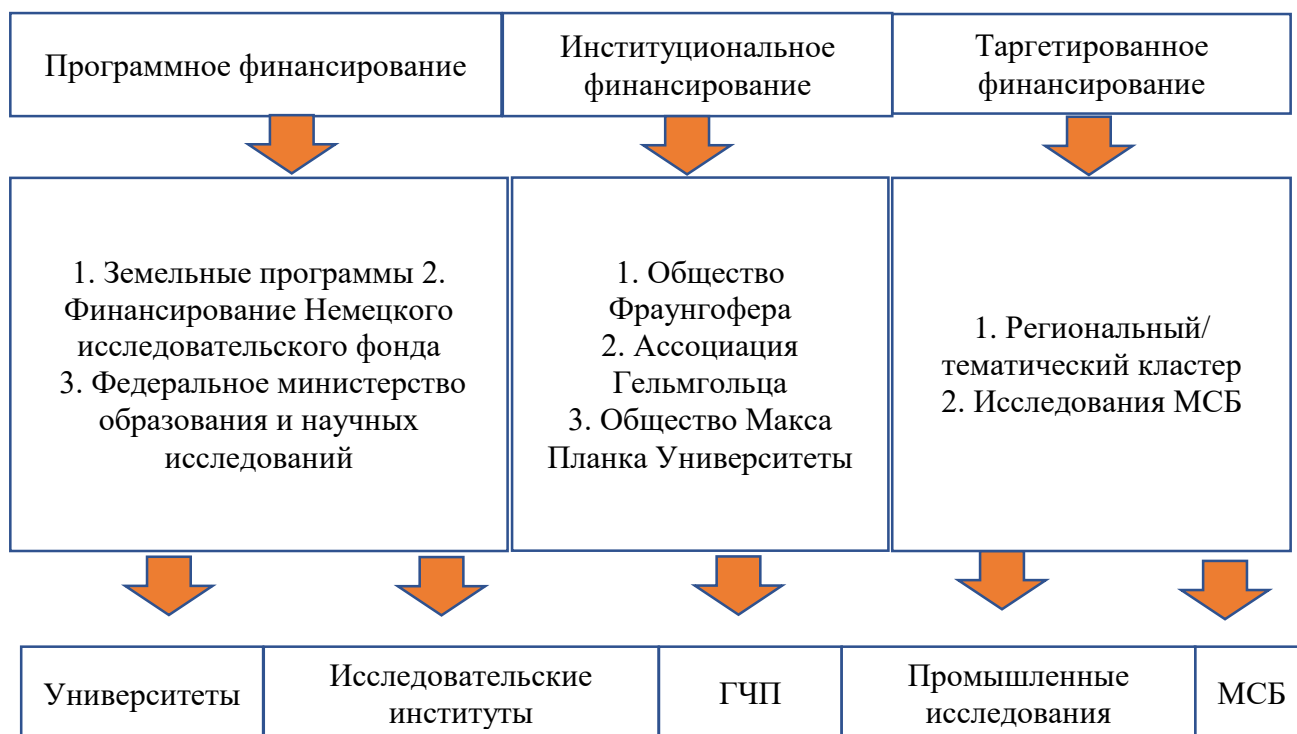 Программное финансирование
Институциональное
финансирование
Таргетированное
финансирование
1. Земельные программы 2.
Финансирование Немецкого
исследовательского фонда
3. Федеральное министерство
образования и научных
исследований
1. Общество
Фраунгофера
2. Ассоциация
Гельмгольца
3. Общество Макса
Планка Университеты
1. Региональный/
тематический кластер
2. Исследования МСБ
Университеты
Исследовательские
институты
ГЧП
Промышленные
исследования
МСБ